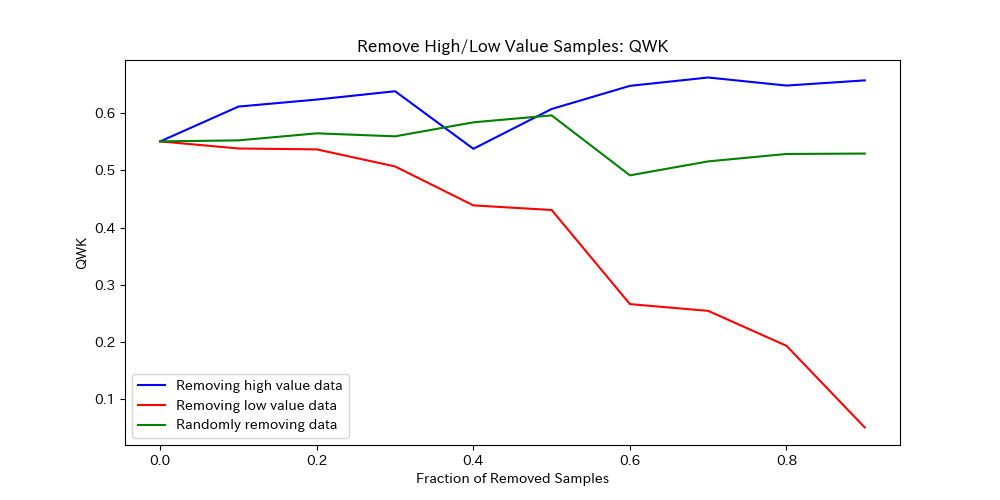 Remove High/Low Value Samples: QWK
QWK
0.6
0.5
0.4
0.3
0.2
0.1
Removing high value data
Removing low value data
Randomly removing data
0.0 0.2 0.4 0.6 0.8
Fraction of Removed Samples